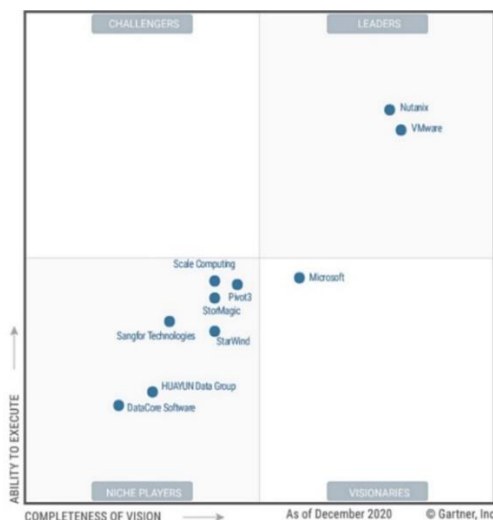 CHALLENGERS
LEADERS
Nutanix
VMware
Scale Computing
Microsoft
Pivot3
StorMagic
Sangfor Technologies
StarWind
HUAYUN Data Group
DataCore Software
ABILITY TO EXECUTE
NICHE PLAYERS
VISIONARIES
COMPLETENESS OF VISION
As of December 2020
© Gartner, Inc